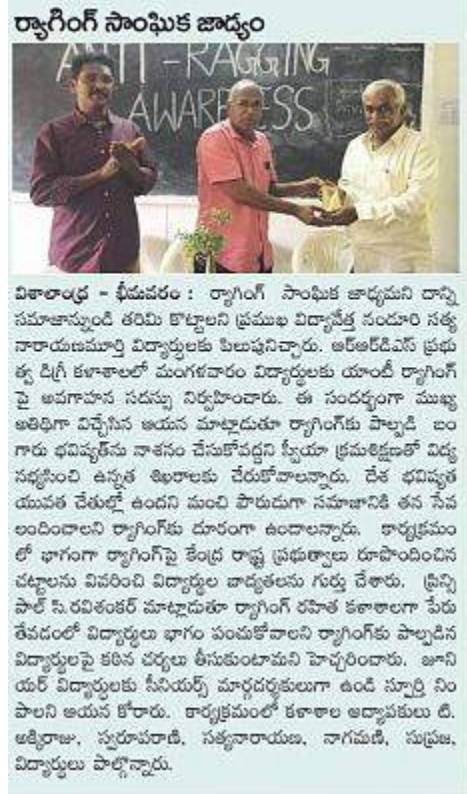 ర్యాగింగ్ సాంఘిక జాడ్యం
ANTI-RAGGING
AWARENESS
విశాలాంధ్ర - భీమవరం : ర్యాగింగ్ సాంఘిక జాడ్యమని దాన్ని
సమాజాన్నుండి తరిమి కొట్టాలని ప్రముఖ విద్యావేత్త నండూరి సత్య
నారాయణమూర్తి విద్యార్థులకు పిలుపునిచ్చారు. ఆర్ఆర్డిఎస్ ప్రభు
త్వ డిగ్రీ కళాశాలలో మంగళవారం విద్యార్థులకు యాంటీ ర్యాగింగ్
పై అవగాహన సదస్సు నిర్వహించారు. ఈ సందర్భంగా ముఖ్య
అతిథిగా విచ్చేసిన ఆయన మాట్లాడుతూ ర్యాగింగ్‌కు పాల్పడి బం
గారు భవిష్యత్‌ను నాశనం చేసుకోవద్దని స్వీయా క్రమశిక్షణతో విద్య
నభ్యసించి ఉన్నత శిఖరాలకు చేరుకోవాలన్నారు. దేశ భవిష్యత
యువత చేతుల్లో ఉందని మంచి పౌరుడుగా సమాజానికి తన సేవ
లందించాలని ర్యాగింగ్‌కు దూరంగా ఉండాలన్నారు. కార్యక్రమం
లో భాగంగా ర్యాగింగ్‌పై కేంద్ర రాష్ట్ర ప్రభుత్వాలు రూపొందించిన
చట్టాలను వివరించి విద్యార్థుల బాధ్యతలను గుర్తు చేశారు. ప్రిన్సి
పాల్ సి.రవిశంకర్ మాట్లాడుతూ ర్యాగింగ్ రహిత కళాశాలగా పేరు
తేవడంలో విద్యార్థులు భాగం పంచుకోవాలని ర్యాగింగ్‌కు పాల్పడిన
విద్యార్థులపై కఠిన చర్యలు తీసుకుంటామని హెచ్చరించారు. జూని
యర్ విద్యార్థులకు సీనియర్స్ మార్గదర్శకులుగా ఉండి స్ఫూర్తి నిం
పాలని ఆయన కోరారు. కార్యక్రమంలో కళాశాల అధ్యాపకులు టి.
అక్కిరాజు, స్వరూపరాణి, సత్యనారాయణ, నాగమణి, సుప్రజ,
విద్యార్థులు పాల్గొన్నారు.